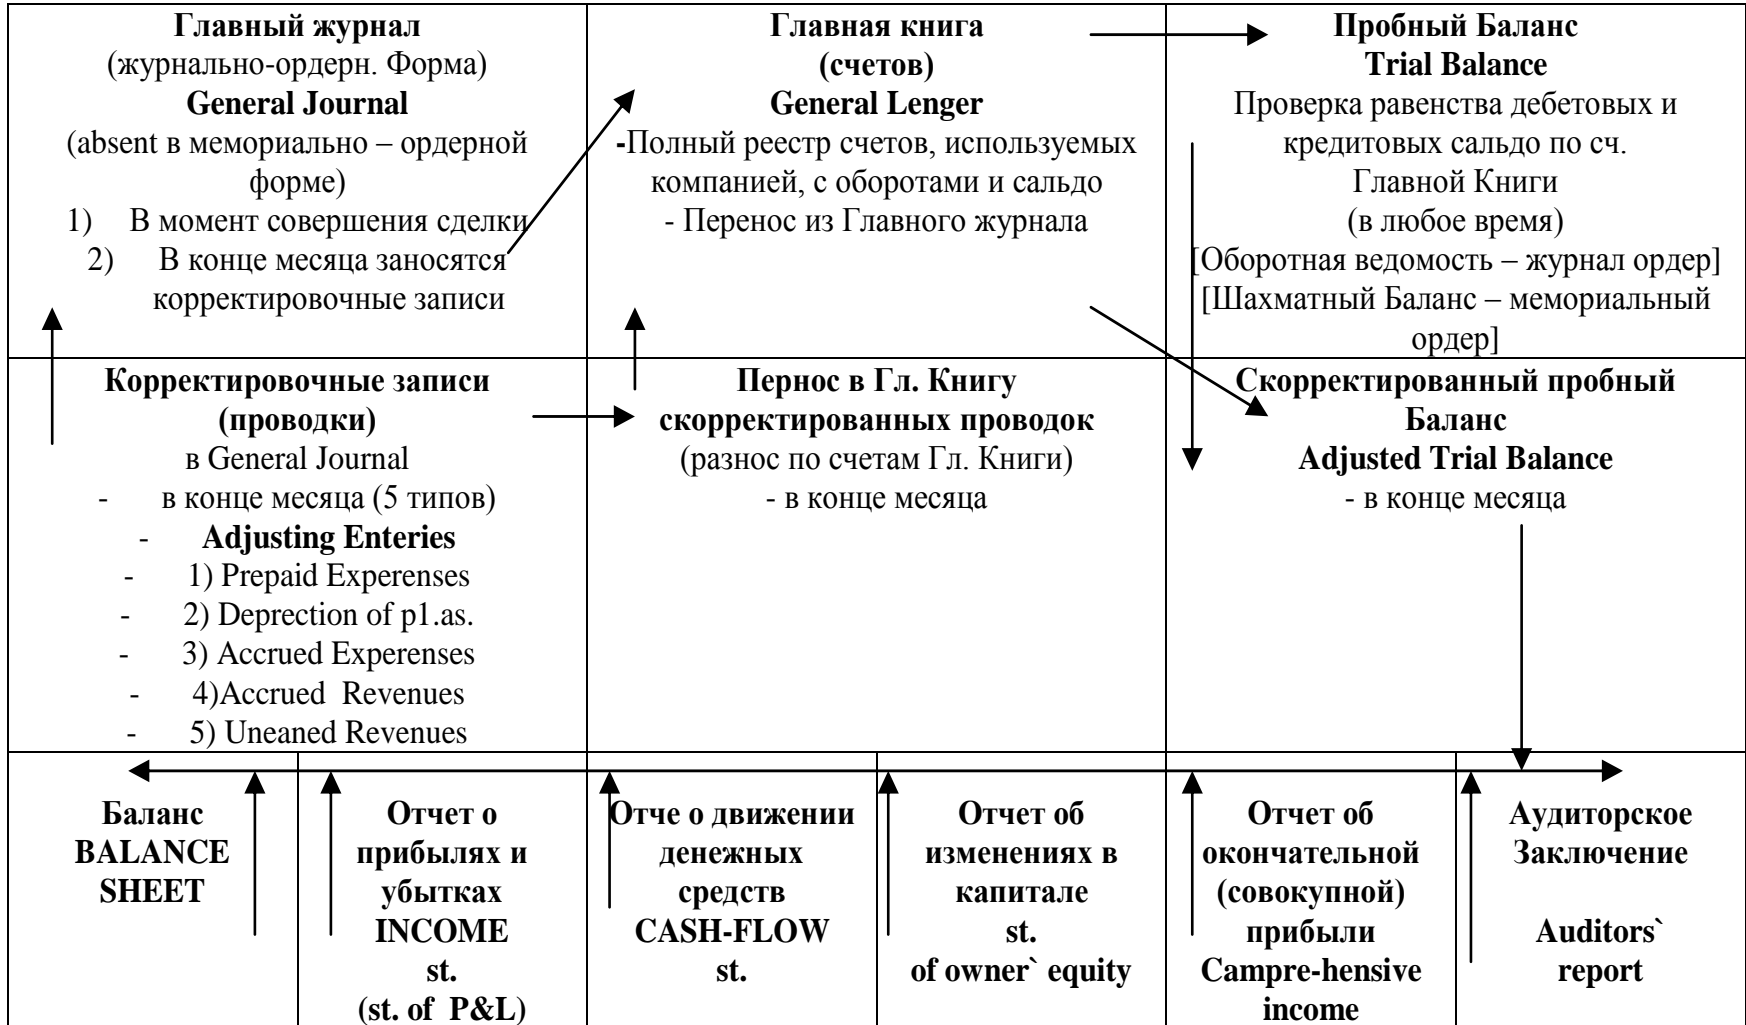 Главный журнал
(журнально-ордерн. Форма)
General Journal
(absent в мемориально – ордерной
форме)
1) В момент совершения сделки
2) В конце месяца заносятся
корректировочные записи
Главная книга
(счетов)
General Lenger
-Полный реестр счетов, используемых
компанией, с оборотами и сальдо
- Перенос из Главного журнала
Пробный Баланс
Trial Balance
Проверка равенства дебетовых и
кредитовых сальдо по сч.
Главной Книги
(в любое время)
[Оборотная ведомость – журнал ордер]
[Шахматный Баланс – мемориальный
ордер]
Корректировочные записи
(проводки)
в General Journal
- в конце месяца (5 типов)
- Adjusting Enteries
- 1) Prepaid Experenses
- 2) Deprection of p1.as.
- 3) Accrued Experenses
- 4)Accrued Revenues
- 5) Uneaned Revenues
Пернос в Гл. Книгу
скорректированных проводок
(разнос по счетам Гл. Книги)
- в конце месяца
Скорректированный пробный
Баланс
Adjusted Trial Balance
- в конце месяца
Баланс
BALANCE
SHEET
Отчет о
прибылях и
убытках
INCOME
st.
(st. of P&L)
Отче о движении
денежных
средств
CASH-FLOW
st.
Отчет об
изменениях в
капитале
st.
of owner` equity
Отчет об
окончательной
(совокупной)
прибыли
Campre-hensive
income
Аудиторское
Заключение
Auditors`
report